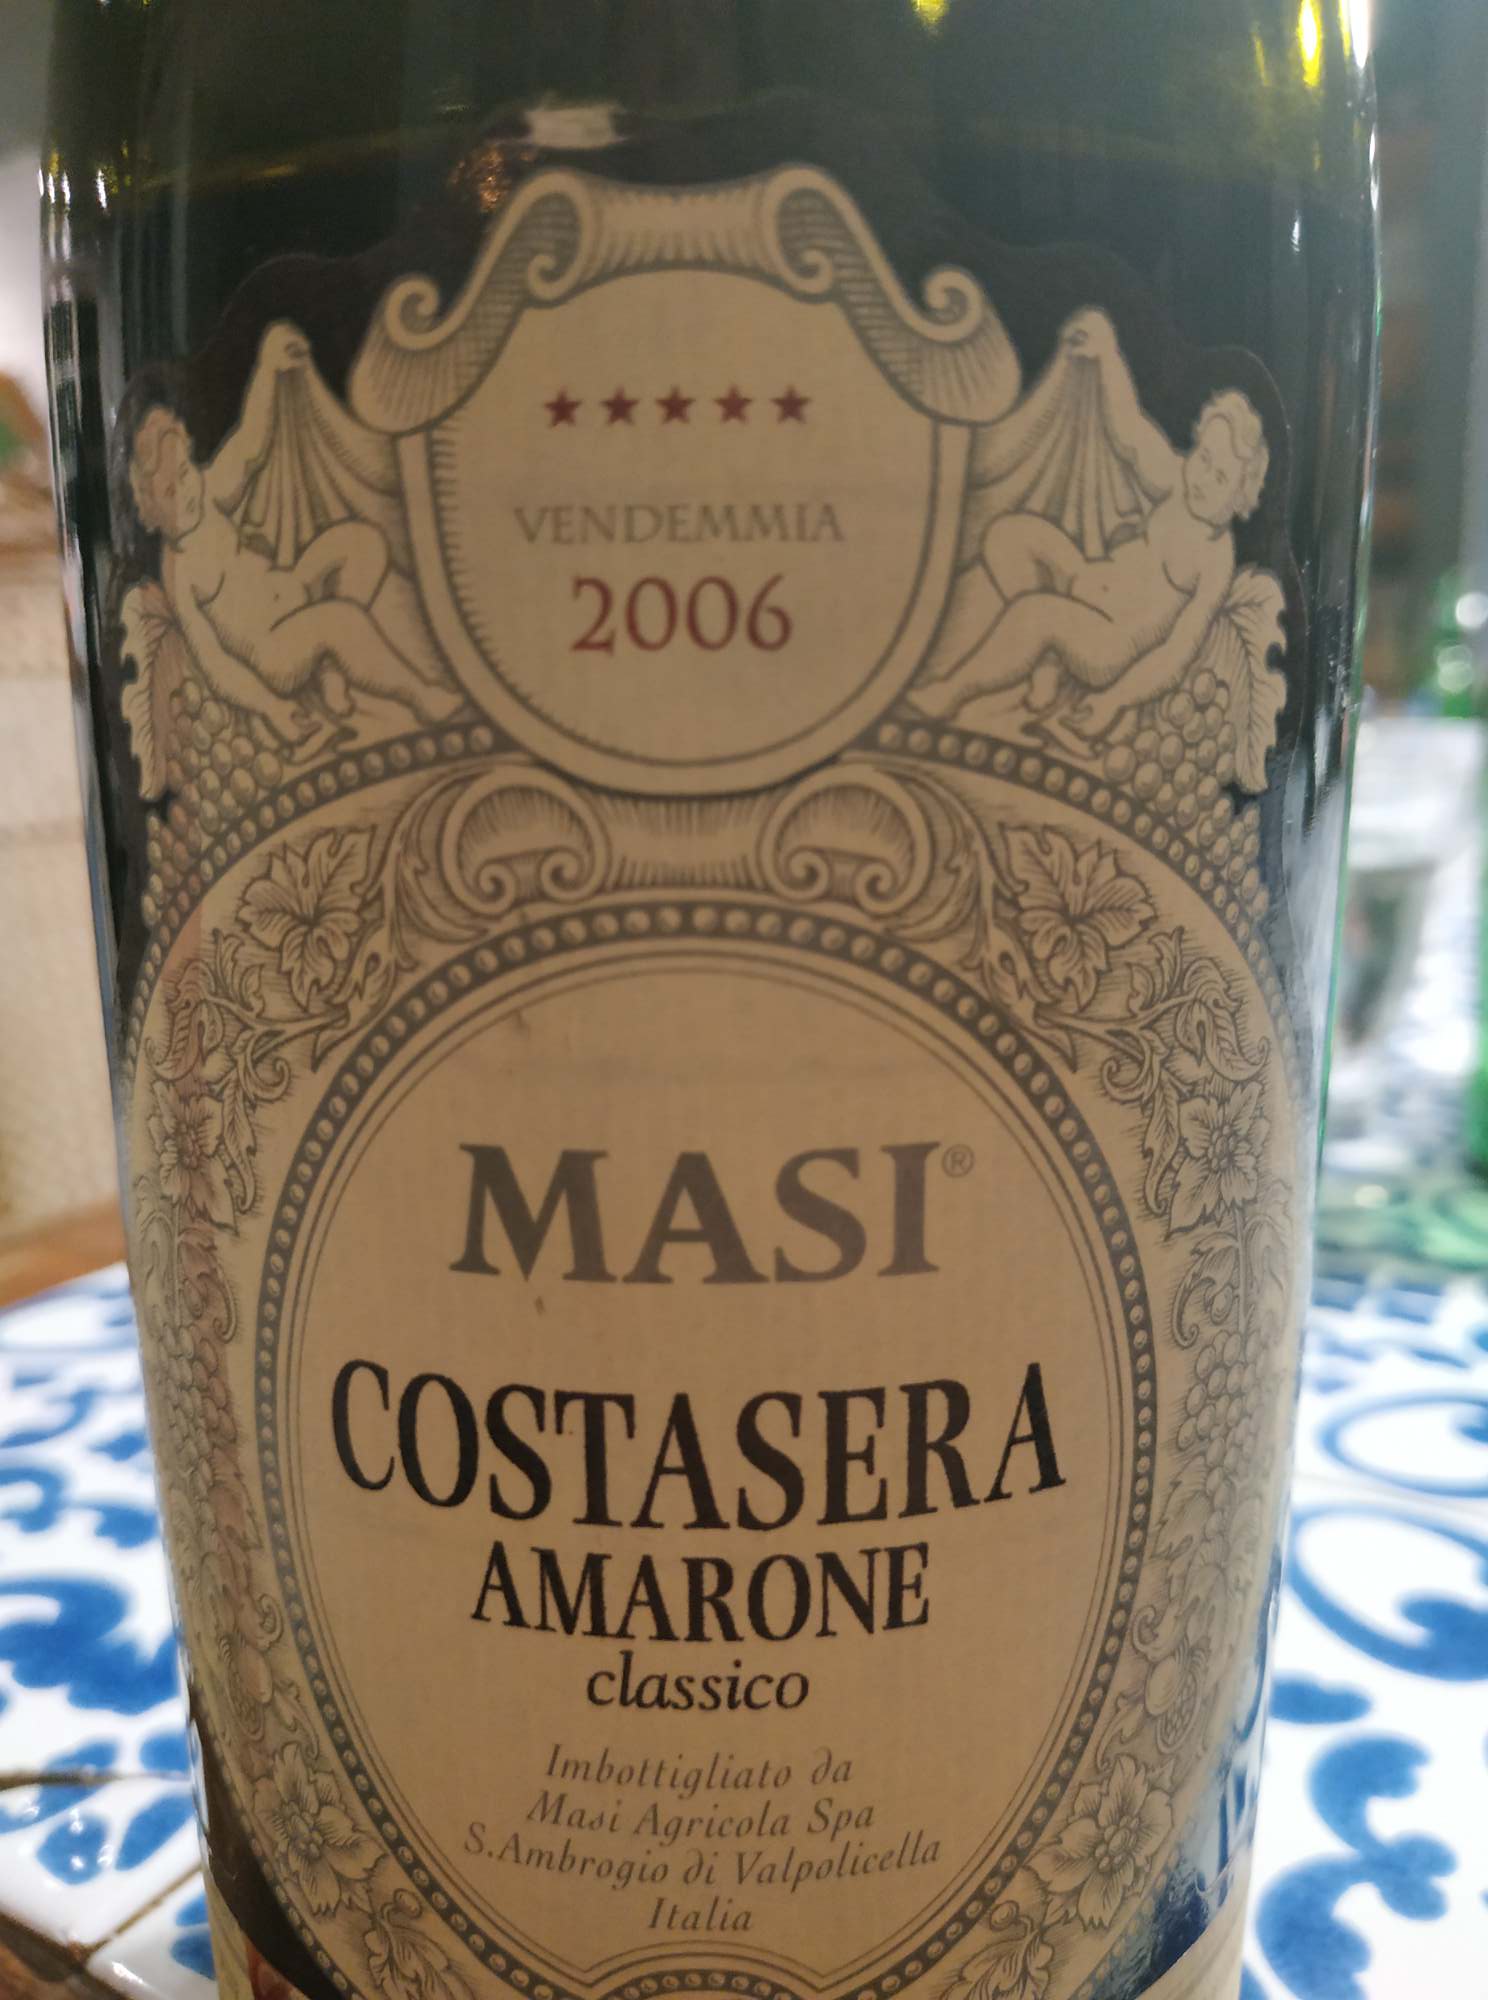 ★★★★★
VENDEMMIA
2006
MASI®
COSTASERA
AMARONE
classico
Imbottigliato da
Masi Agricola Spa
S.Ambrogio di Valpolicella
Italia